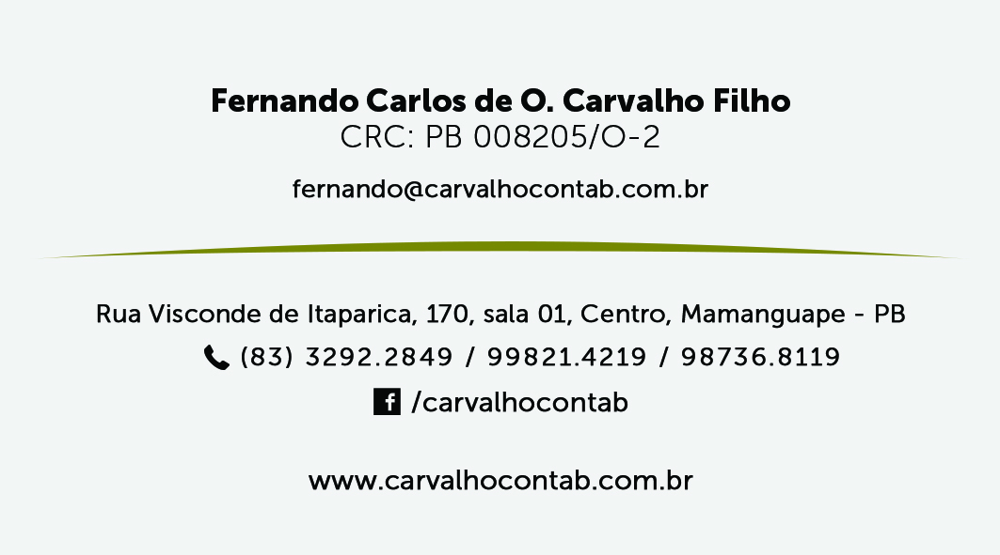 Fernando Carlos de O. Carvalho Filho
CRC: PB 008205/O-2
fernando@carvalhocontab.com.br
Rua Visconde de Itaparica, 170, sala 01, Centro, Mamanguape - PB
(83) 3292.2849 / 99821.4219 / 98736.8119
/carvalhocontab
www.carvalhocontab.com.br